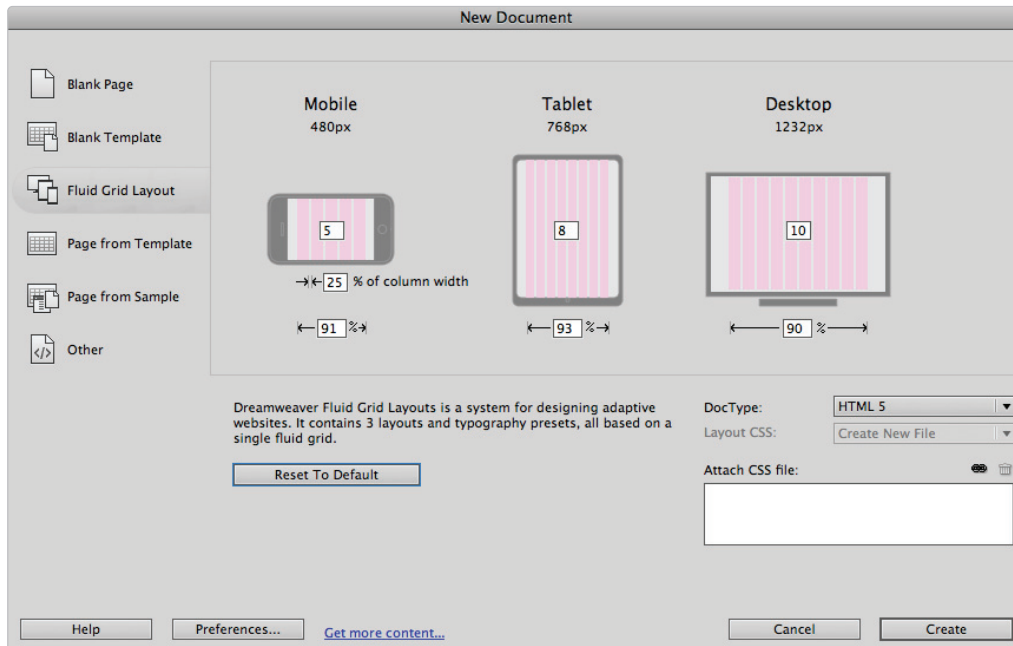 New Document
Blank Page
Blank Template
Fluid Grid Layout
Page from Template
Page from Sample
Other
Mobile
480px
Tablet
768px
Desktop
1232px
5
8
10
25 % of column width
91 %
93 %
90 %
Dreamweaver Fluid Grid Layouts is a system for designing adaptive
websites. It contains 3 layouts and typography presets, all based on a
single fluid grid.
Reset To Default
DocType:
HTML 5
Layout CSS:
Create New File
Attach CSS file:
Help
Preferences...
Get more content...
Cancel
Create